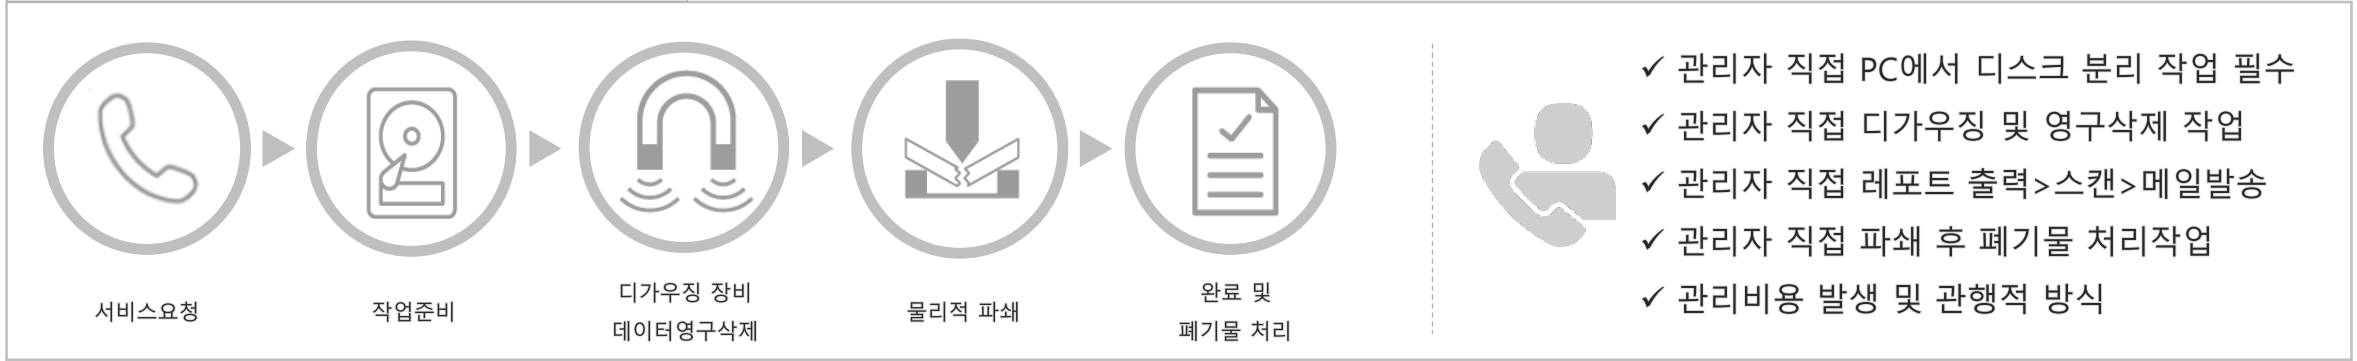 서비스요청
작업준비
디가우징 장비
데이터영구삭제
물리적 파쇄
완료 및
폐기물 처리
✓ 관리자 직접 PC에서 디스크 분리 작업 필수
✓ 관리자 직접 디가우징 및 영구삭제 작업
✓ 관리자 직접 레포트 출력>스캔>메일발송
✓ 관리자 직접 파쇄 후 폐기물 처리작업
✓ 관리비용 발생 및 관행적 방식